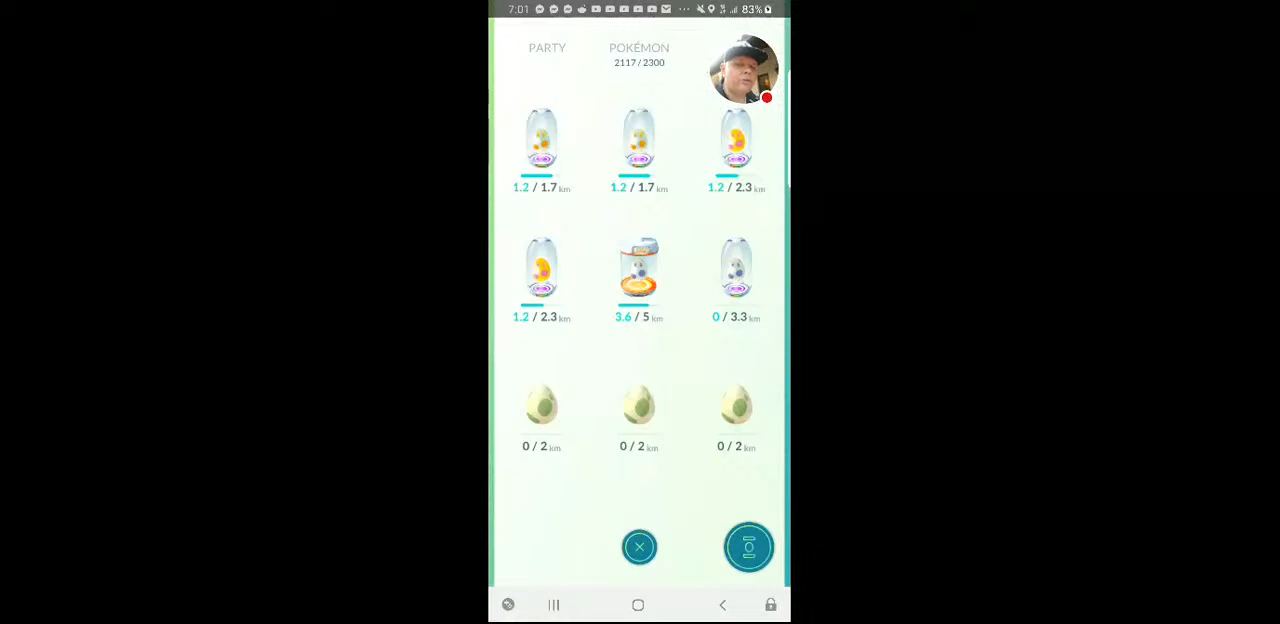 7:01 83%
PARTY POKÉMON
2117 / 2300
1.2 / 1.7 km 1.2 / 1.7 km 1.2 / 2.3 km
1.2 / 2.3 km 3.6 / 5 km 0 / 3.3 km
0 / 2 km 0 / 2 km 0 / 2 km